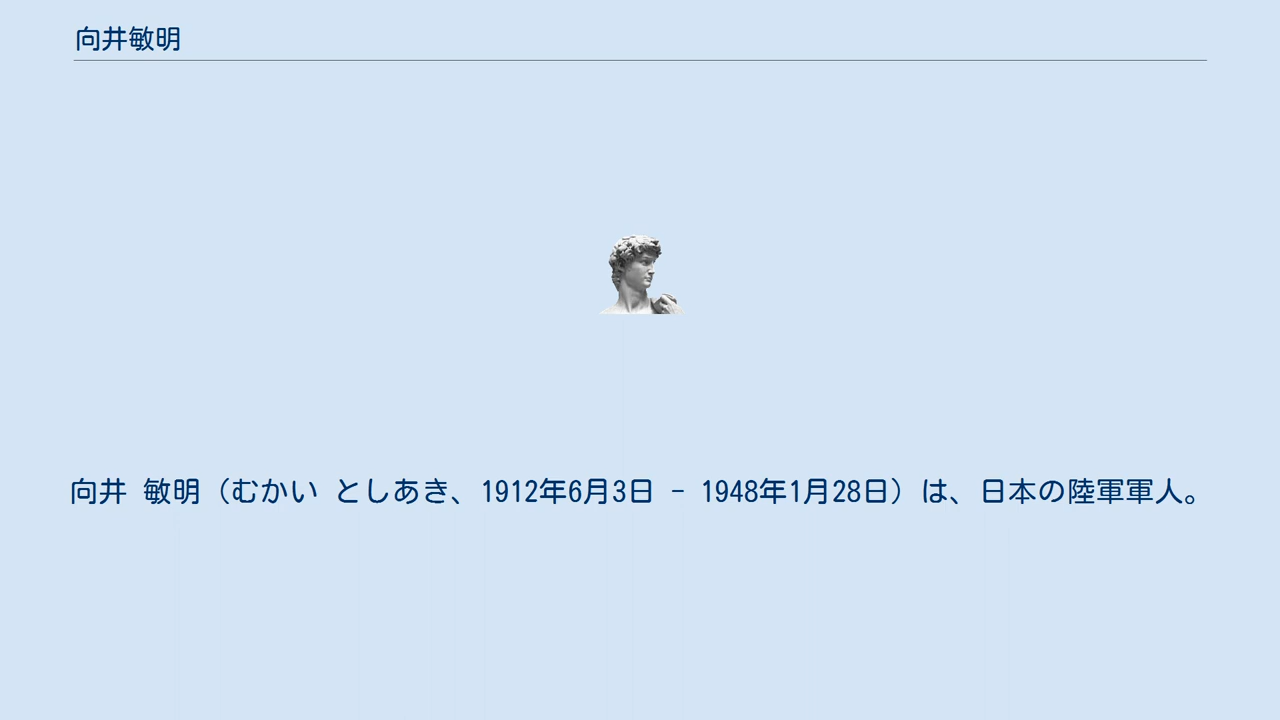 向井敏明
向井 敏明（むかい としあき、1912年6月3日 - 1948年1月28日）は、日本の陸軍軍人。